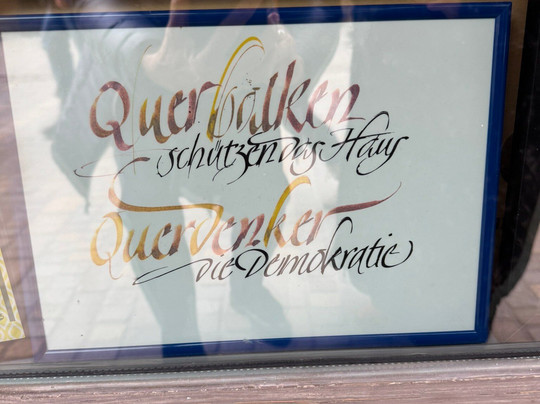 Querbalken
schützen das Haus
Querdenker
die Demokratie